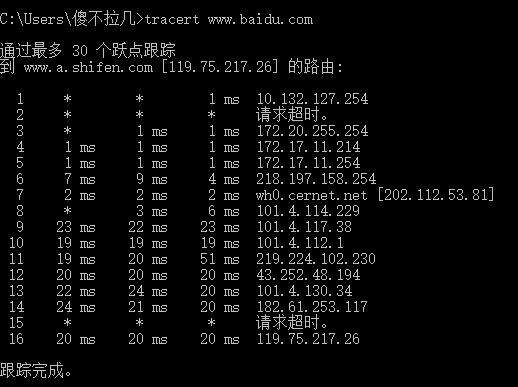 C:\Users\傻不拉几>tracert www.baidu.com
通过最多 30 个跃点跟踪
到 www.a.shifen.com [119.75.217.26] 的路由:
1 * * 1 ms 10.132.127.254
2 * * * 请求超时。
3 * 1 ms 1 ms 172.20.255.254
4 1 ms 1 ms 1 ms 172.17.11.214
5 1 ms 1 ms 1 ms 172.17.11.254
6 7 ms 9 ms 4 ms 218.197.158.254
7 2 ms 2 ms 2 ms wh0.cernet.net [202.112.53.81]
8 * 3 ms 6 ms 101.4.114.229
9 23 ms 22 ms 23 ms 101.4.117.38
10 19 ms 19 ms 19 ms 101.4.112.1
11 19 ms 20 ms 51 ms 219.224.102.230
12 20 ms 20 ms 20 ms 43.252.48.194
13 22 ms 24 ms 20 ms 101.4.130.34
14 24 ms 21 ms 20 ms 182.61.253.117
15 * * * 请求超时。
16 20 ms 20 ms 20 ms 119.75.217.26
跟踪完成。